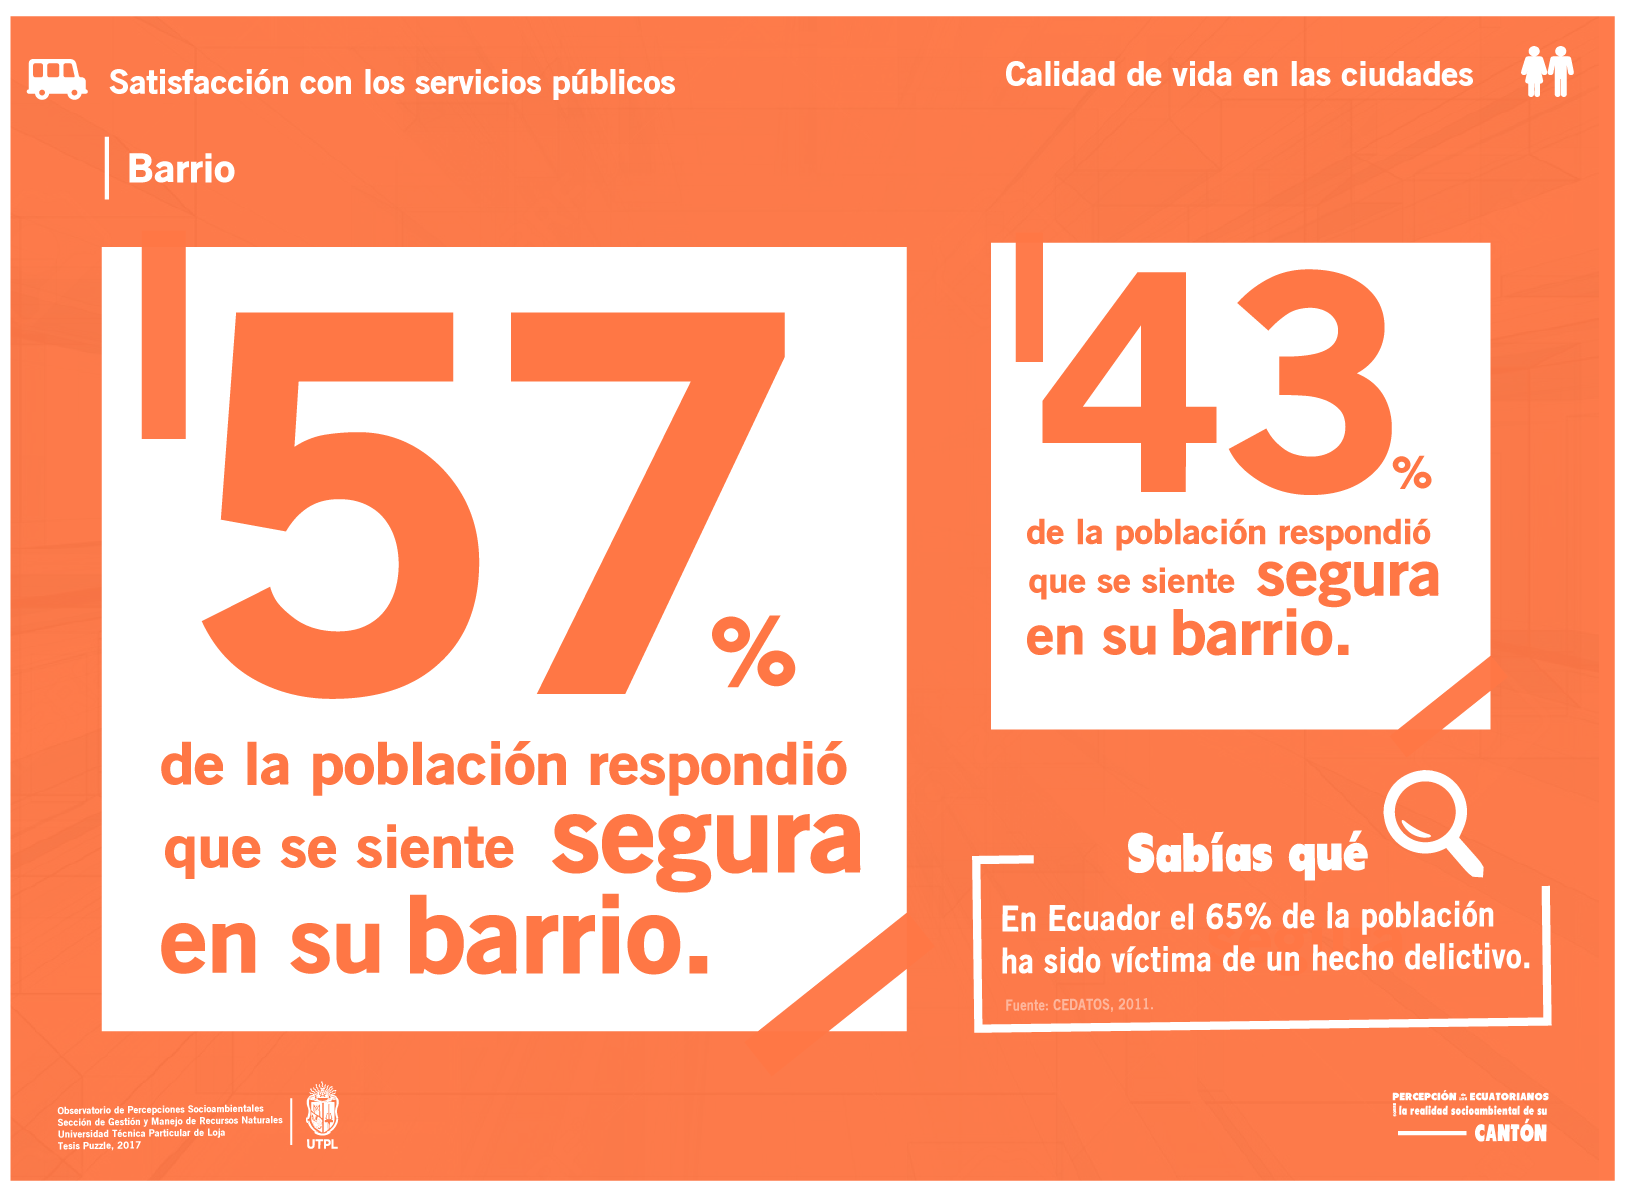 Satisfacción con los servicios públicos
Calidad de vida en las ciudades
Barrio
57%
de la población respondió
que se siente segura
en su barrio.
43%
de la población respondió
que se siente segura
en su barrio.
Sabías qué
En Ecuador el 65% de la población
ha sido víctima de un hecho delictivo.
Fuente: CEDATOS, 2011.
Observatorio de Percepciones Socioambientales
Sección de Gestión y Manejo de Recursos Naturales
Universidad Técnica Particular de Loja
Tesis Puzzle, 2017
UTPL
PERCEPCIÓN ECUATORIANOS
la realidad socioambiental de su
CANTÓN